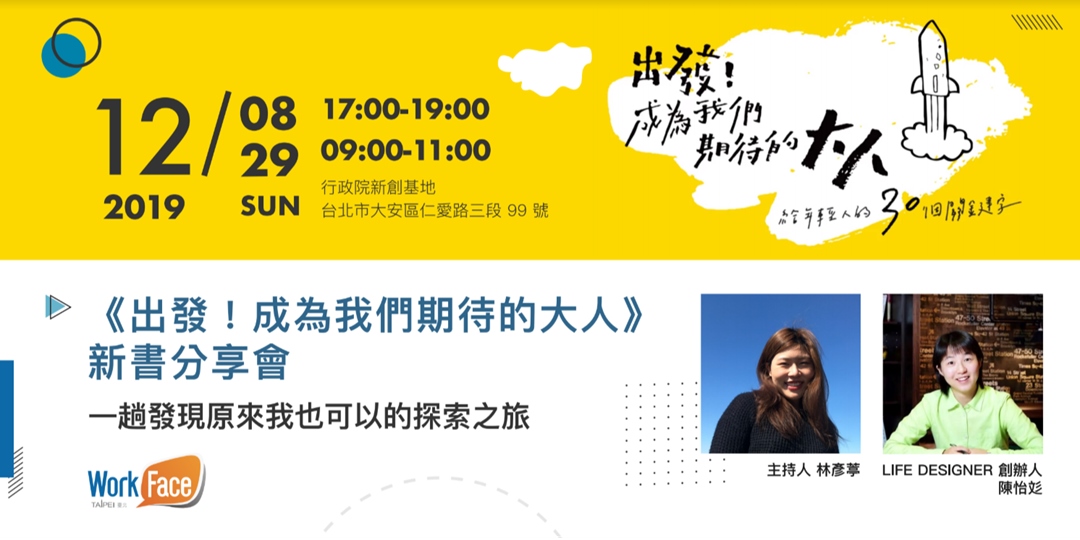 12/08 17:00-19:00
29 09:00-11:00
2019 SUN
行政院新創基地
台北市大安區仁愛路三段 99 號
出發！
成為我們
期待的大人
給年輕人的30個關鍵字
《出發！成為我們期待的大人》
新書分享會
一趟發現原來我也可以的探索之旅
WorkFace
TAIPEI 臺北
主持人 林彥葶
LIFE DESIGNER 創辦人
陳怡彣